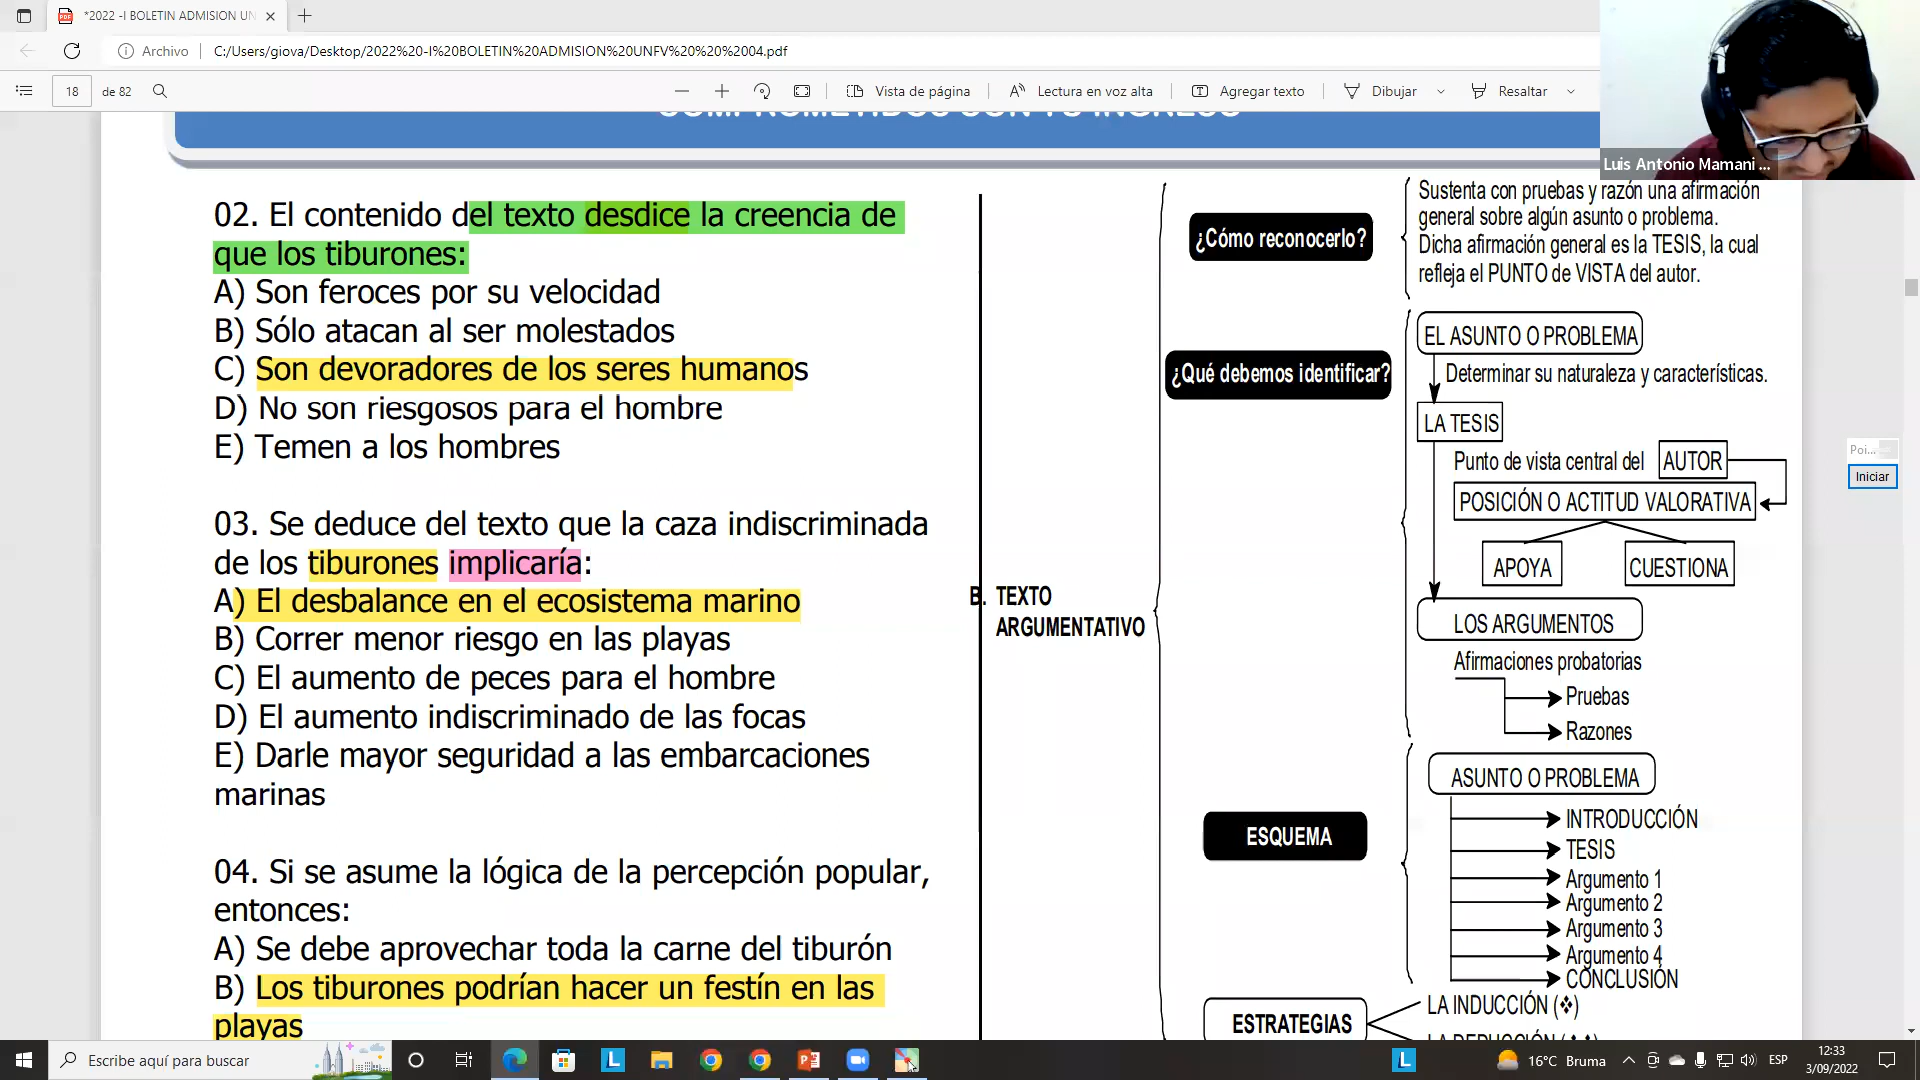 *2022 -I BOLETIN ADMISION UN
Archivo
C:/Users/giova/Desktop/2022%20-I%20BOLETIN%20ADMISION%20UNFV%20%20%2004.pdf
18
de 82
Vista de página
Lectura en voz alta
Agregar texto
Dibujar
Resaltar
Luis Antonio Mamani ...
COMPROMETIDOS CON TU INGRESO
02. El contenido del texto desdice la creencia de
que los tiburones:
A) Son feroces por su velocidad
B) Sólo atacan al ser molestados
C) Son devoradores de los seres humanos
D) No son riesgosos para el hombre
E) Temen a los hombres
03. Se deduce del texto que la caza indiscriminada
de los tiburones implicaría:
A) El desbalance en el ecosistema marino
B) Correr menor riesgo en las playas
C) El aumento de peces para el hombre
D) El aumento indiscriminado de las focas
E) Darle mayor seguridad a las embarcaciones
marinas
04. Si se asume la lógica de la percepción popular,
entonces:
A) Se debe aprovechar toda la carne del tiburón
B) Los tiburones podrían hacer un festín en las
playas
B. TEXTO
ARGUMENTATIVO
¿Cómo reconocerlo?
Sustenta con pruebas y razón una afirmación
general sobre algún asunto o problema.
Dicha afirmación general es la TESIS, la cual
refleja el PUNTO de VISTA del autor.
¿Qué debemos identificar?
EL ASUNTO O PROBLEMA
Determinar su naturaleza y características.
LA TESIS
Punto de vista central del AUTOR
POSICIÓN O ACTITUD VALORATIVA
APOYA
CUESTIONA
LOS ARGUMENTOS
Afirmaciones probatorias
Pruebas
Razones
ESQUEMA
ASUNTO O PROBLEMA
INTRODUCCIÓN
TESIS
Argumento 1
Argumento 2
Argumento 3
Argumento 4
CONCLUSIÓN
ESTRATEGIAS
LA INDUCCIÓN (❖)
LA DEDUCCIÓN
Poi...
Iniciar
Escribe aquí para buscar
16°C Bruma
ESP
12:33
3/09/2022